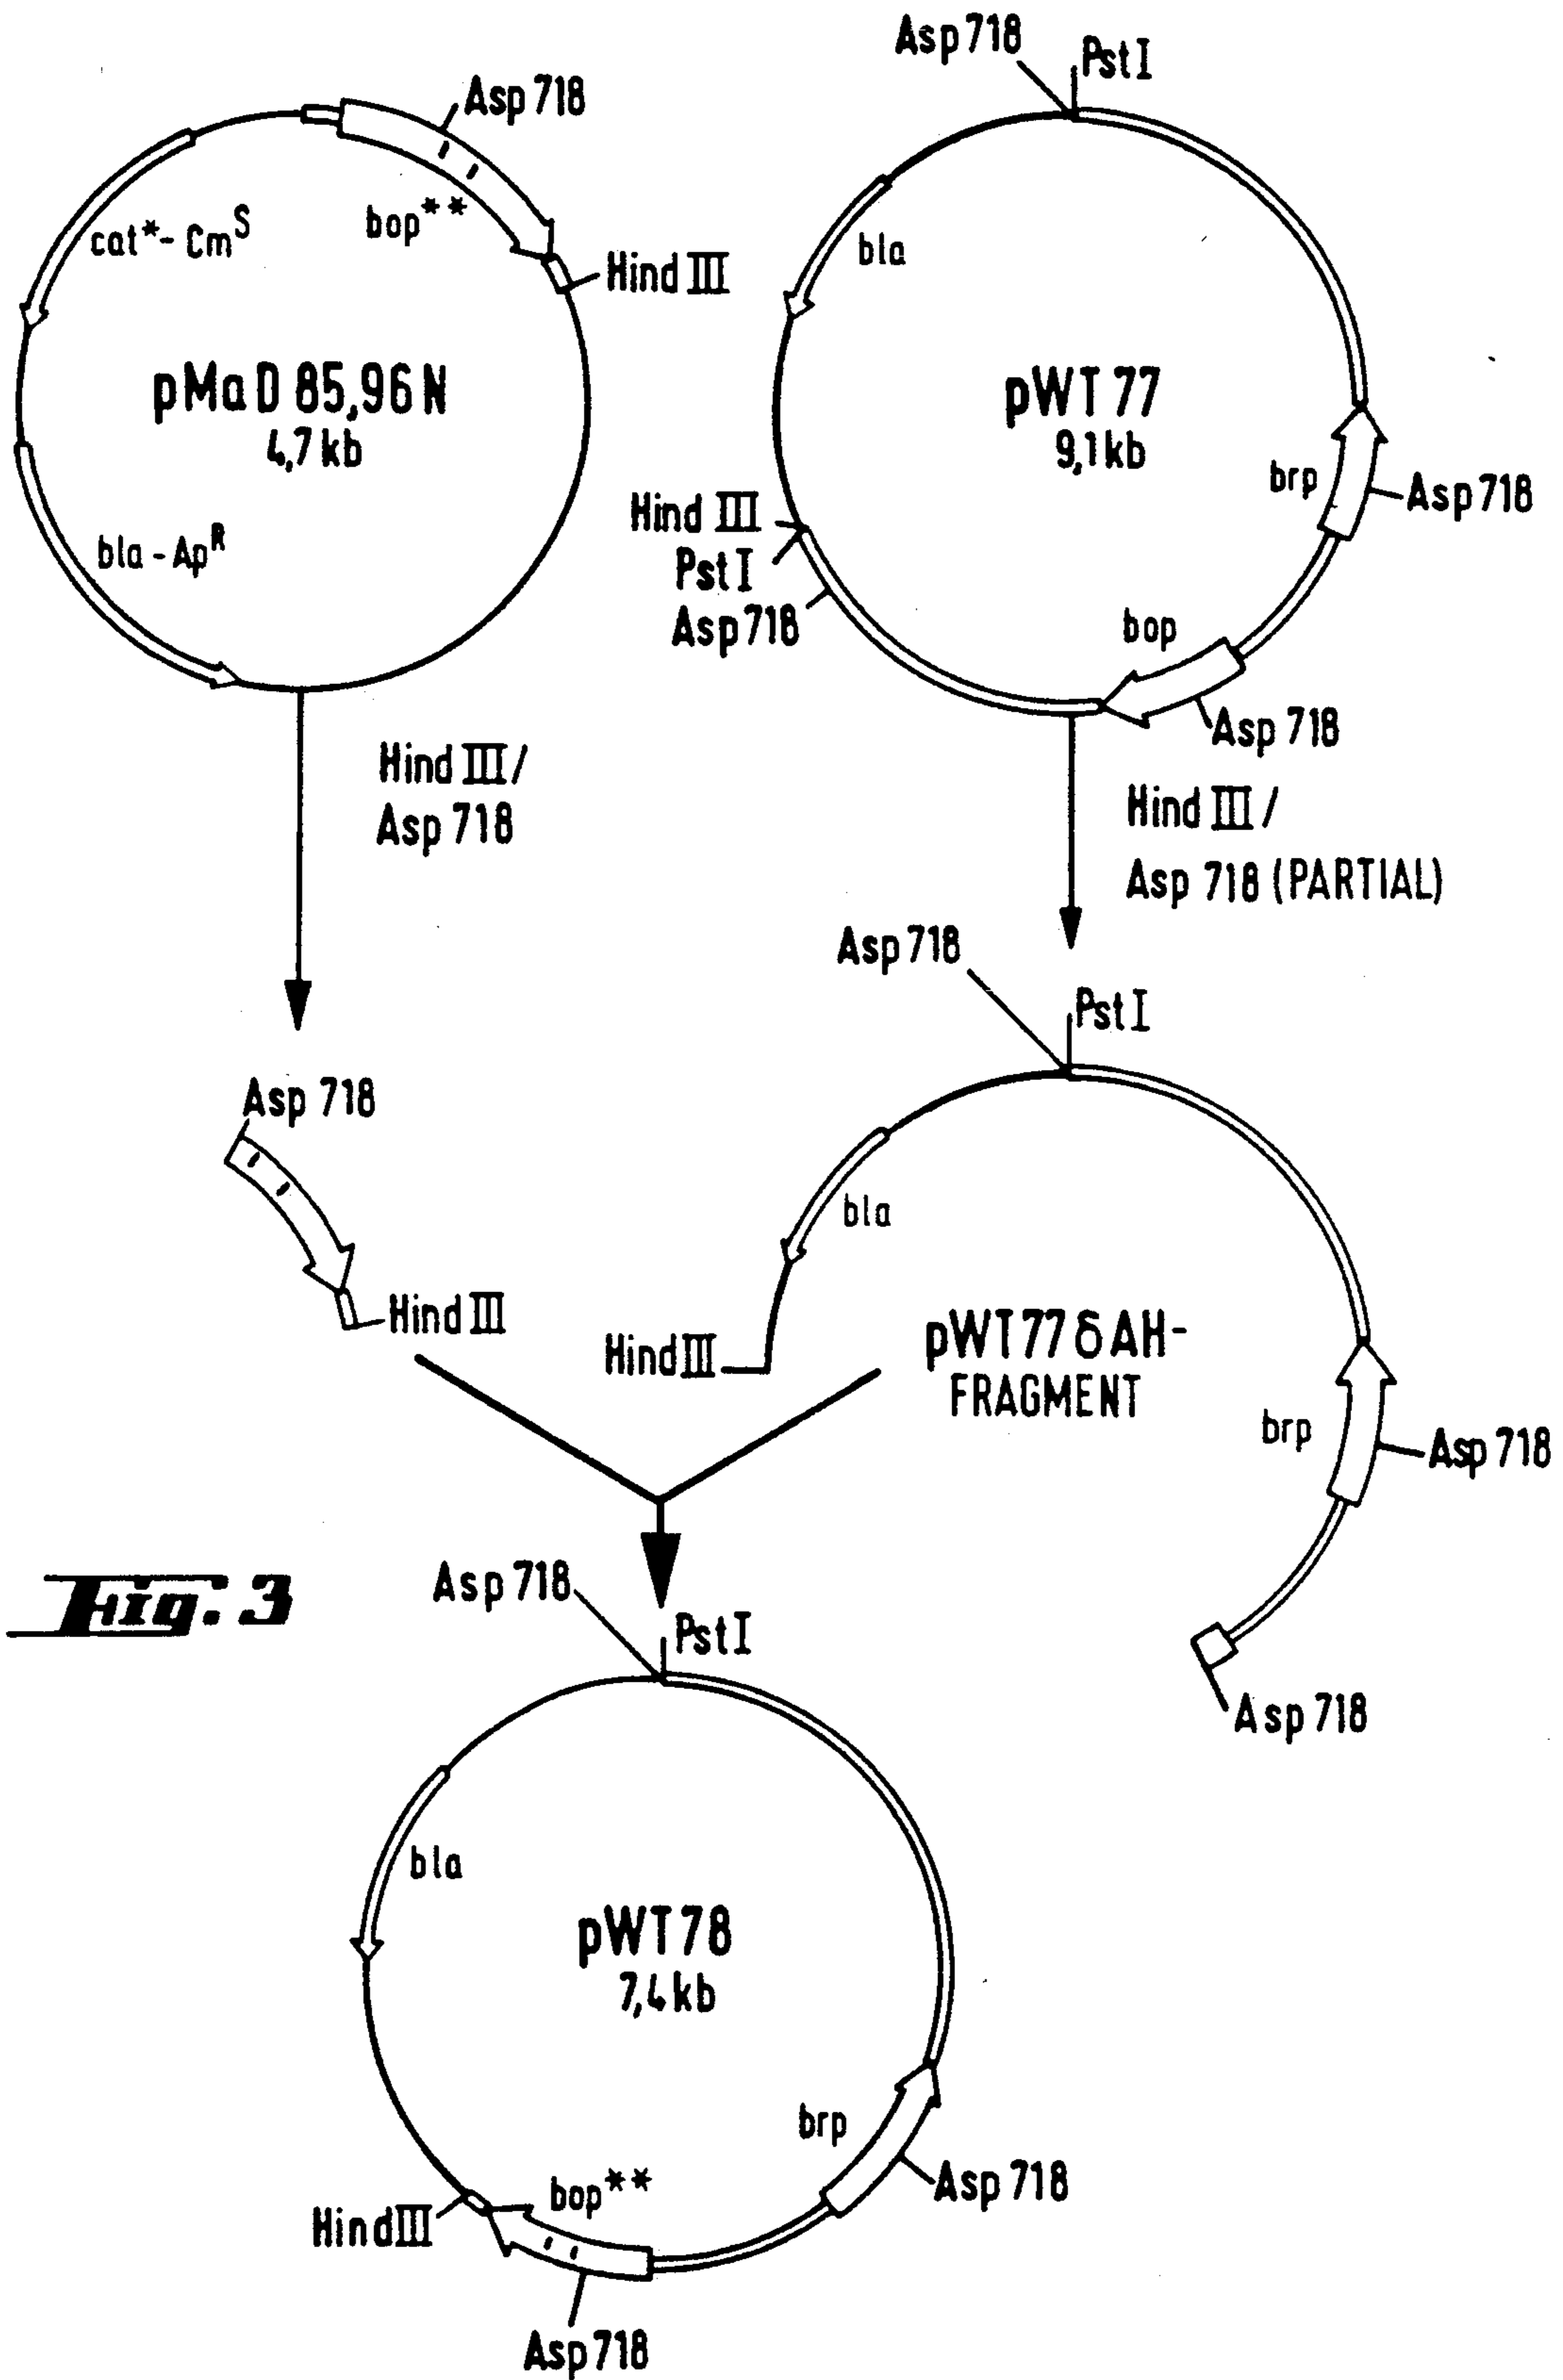 Asp 718
cat*- Cm^S
bop**
Hind III
pMa D 85,96 N
4,7 kb
bla - Ap^R
Asp 718
Pst I
bla
pWT 77
9,1 kb
brp
Asp 718
Hind III
Pst I
Asp 718
bop
Asp 718
Hind III /
Asp 718
Hind III /
Asp 718 (PARTIAL)
Asp 718
Hind III
Asp 718
Pst I
bla
Hind III
pWT 77 δ AH-
FRAGMENT
brp
Asp 718
Asp 718
Fig. 3
Asp 718
Pst I
bla
pWT 78
7,4 kb
brp
Asp 718
bop**
Hind III
Asp 718